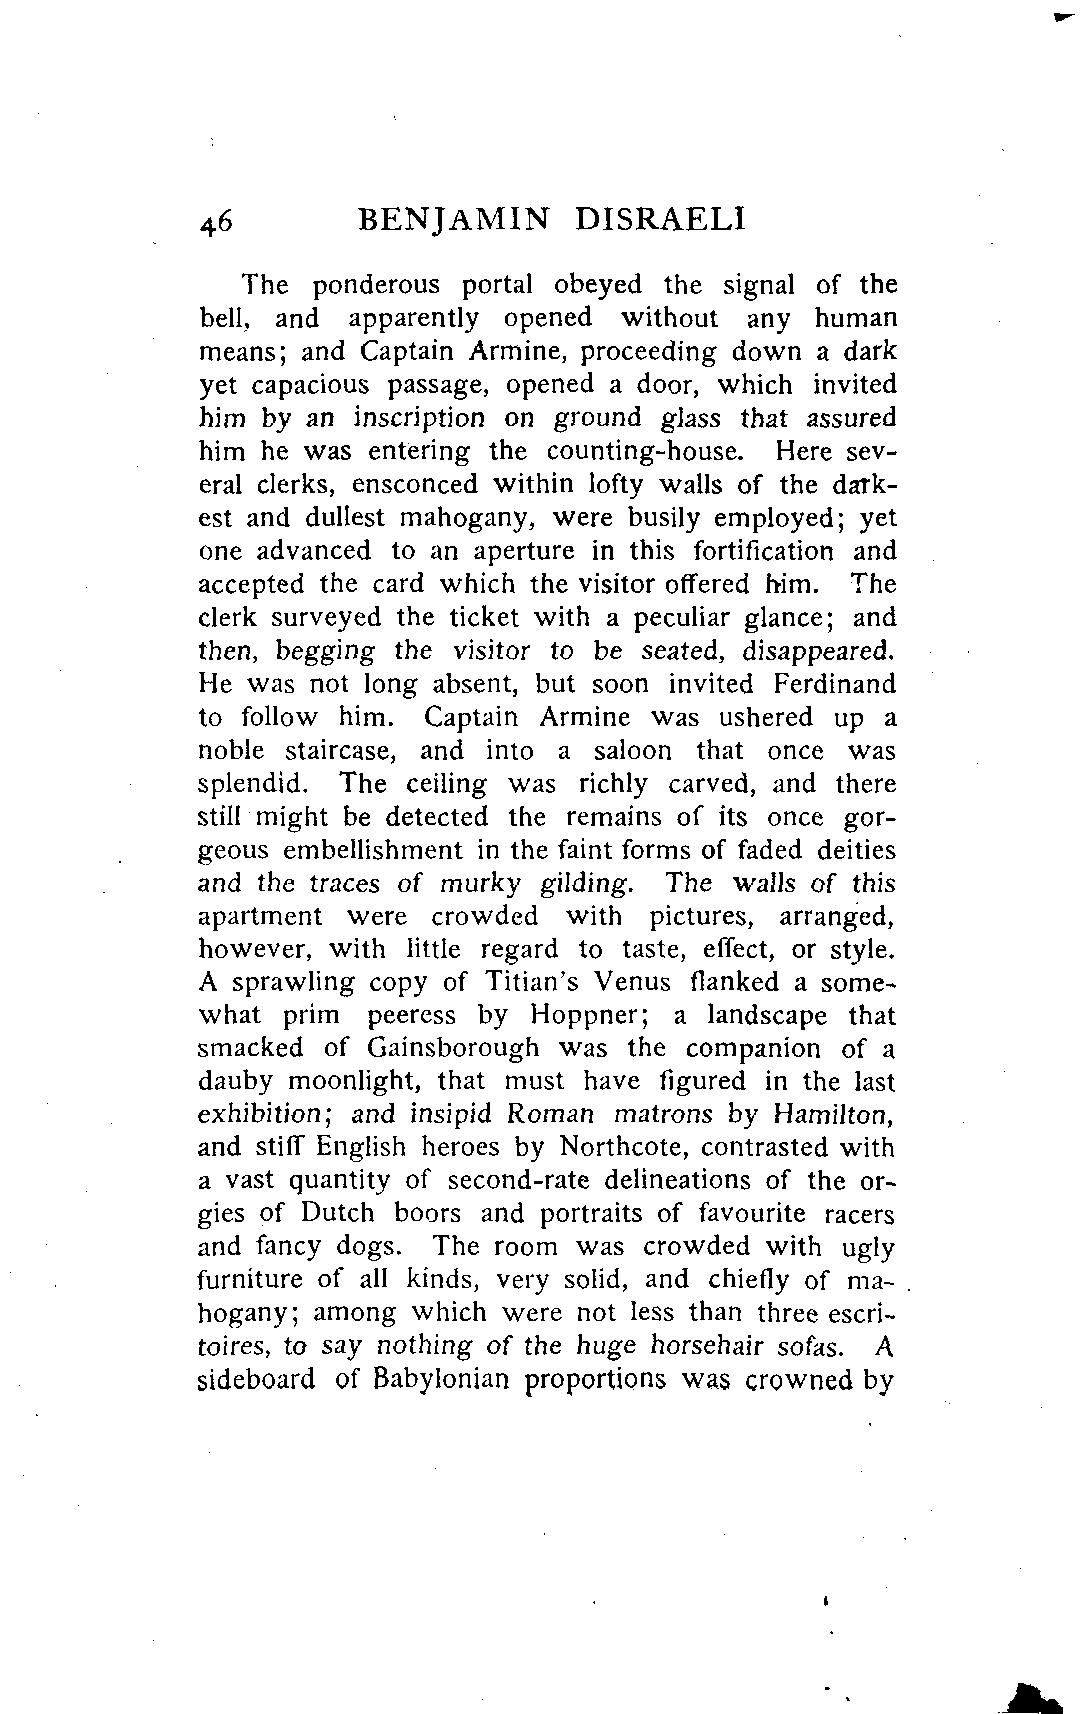 46 BENJAMIN DISRAELI
The ponderous portal obeyed the signal of the
bell, and apparently opened without any human
means; and Captain Armine, proceeding down a dark
yet capacious passage, opened a door, which invited
him by an inscription on ground glass that assured
him he was entering the counting-house. Here sev-
eral clerks, ensconced within lofty walls of the dark-
est and dullest mahogany, were busily employed; yet
one advanced to an aperture in this fortification and
accepted the card which the visitor offered him. The
clerk surveyed the ticket with a peculiar glance; and
then, begging the visitor to be seated, disappeared.
He was not long absent, but soon invited Ferdinand
to follow him. Captain Armine was ushered up a
noble staircase, and into a saloon that once was
splendid. The ceiling was richly carved, and there
still might be detected the remains of its once gor-
geous embellishment in the faint forms of faded deities
and the traces of murky gilding. The walls of this
apartment were crowded with pictures, arranged,
however, with little regard to taste, effect, or style.
A sprawling copy of Titian's Venus flanked a some-
what prim peeress by Hoppner; a landscape that
smacked of Gainsborough was the companion of a
dauby moonlight, that must have figured in the last
exhibition; and insipid Roman matrons by Hamilton,
and stiff English heroes by Northcote, contrasted with
a vast quantity of second-rate delineations of the or-
gies of Dutch boors and portraits of favourite racers
and fancy dogs. The room was crowded with ugly
furniture of all kinds, very solid, and chiefly of ma-
hogany; among which were not less than three escri-
toires, to say nothing of the huge horsehair sofas. A
sideboard of Babylonian proportions was crowned by